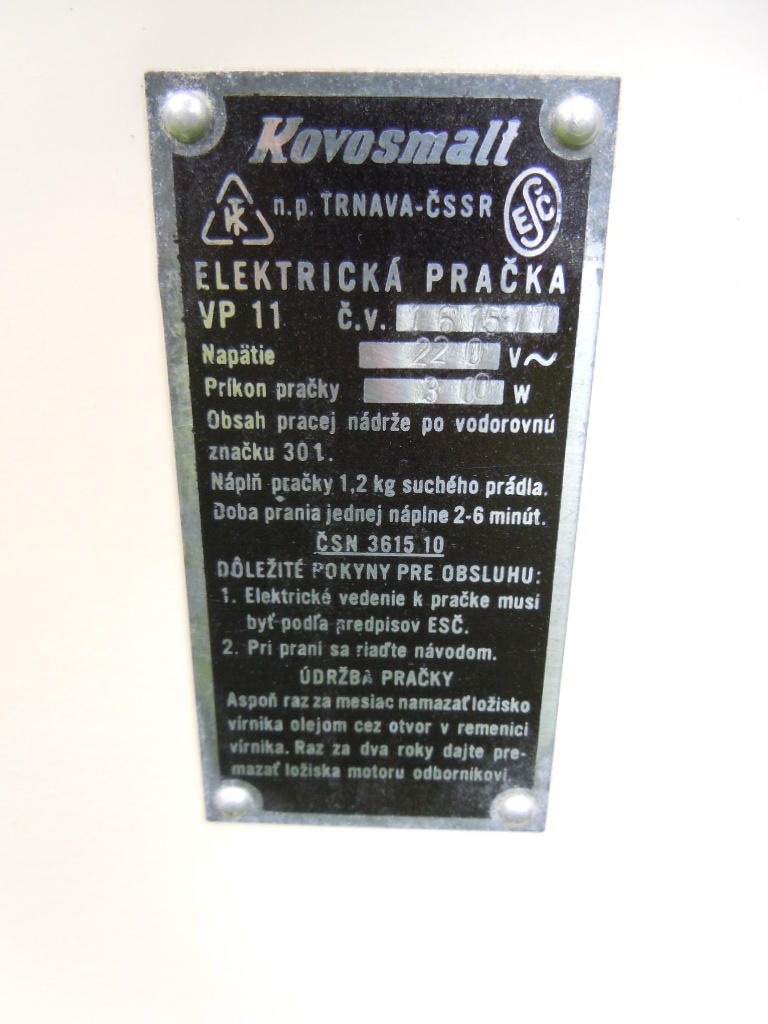 Kovosmalt
n.p. TRNAVA-ČSSR
ESČ
ELEKTRICKÁ PRAČKA
VP 11 Č.V.
Napätie 220 V~
Príkon pračky 300 W
Obsah pracej nádrže po vodorovnú
značku 30 l.
Náplň pračky 1,2 kg suchého prádla.
Doba prania jednej náplne 2-6 minút.
ČSN 3615 10
DÔLEŽITÉ POKYNY PRE OBSLUHU:
1. Elektrické vedenie k pračke musí
byť podľa predpisov ESČ.
2. Pri praní sa riaďte návodom.
ÚDRŽBA PRAČKY
Aspoň raz za mesiac namazať ložisko
vírnika olejom cez otvor v remenici
vírnika. Raz za dva roky dajte pre-
mazať ložiska motoru odborníkovi.